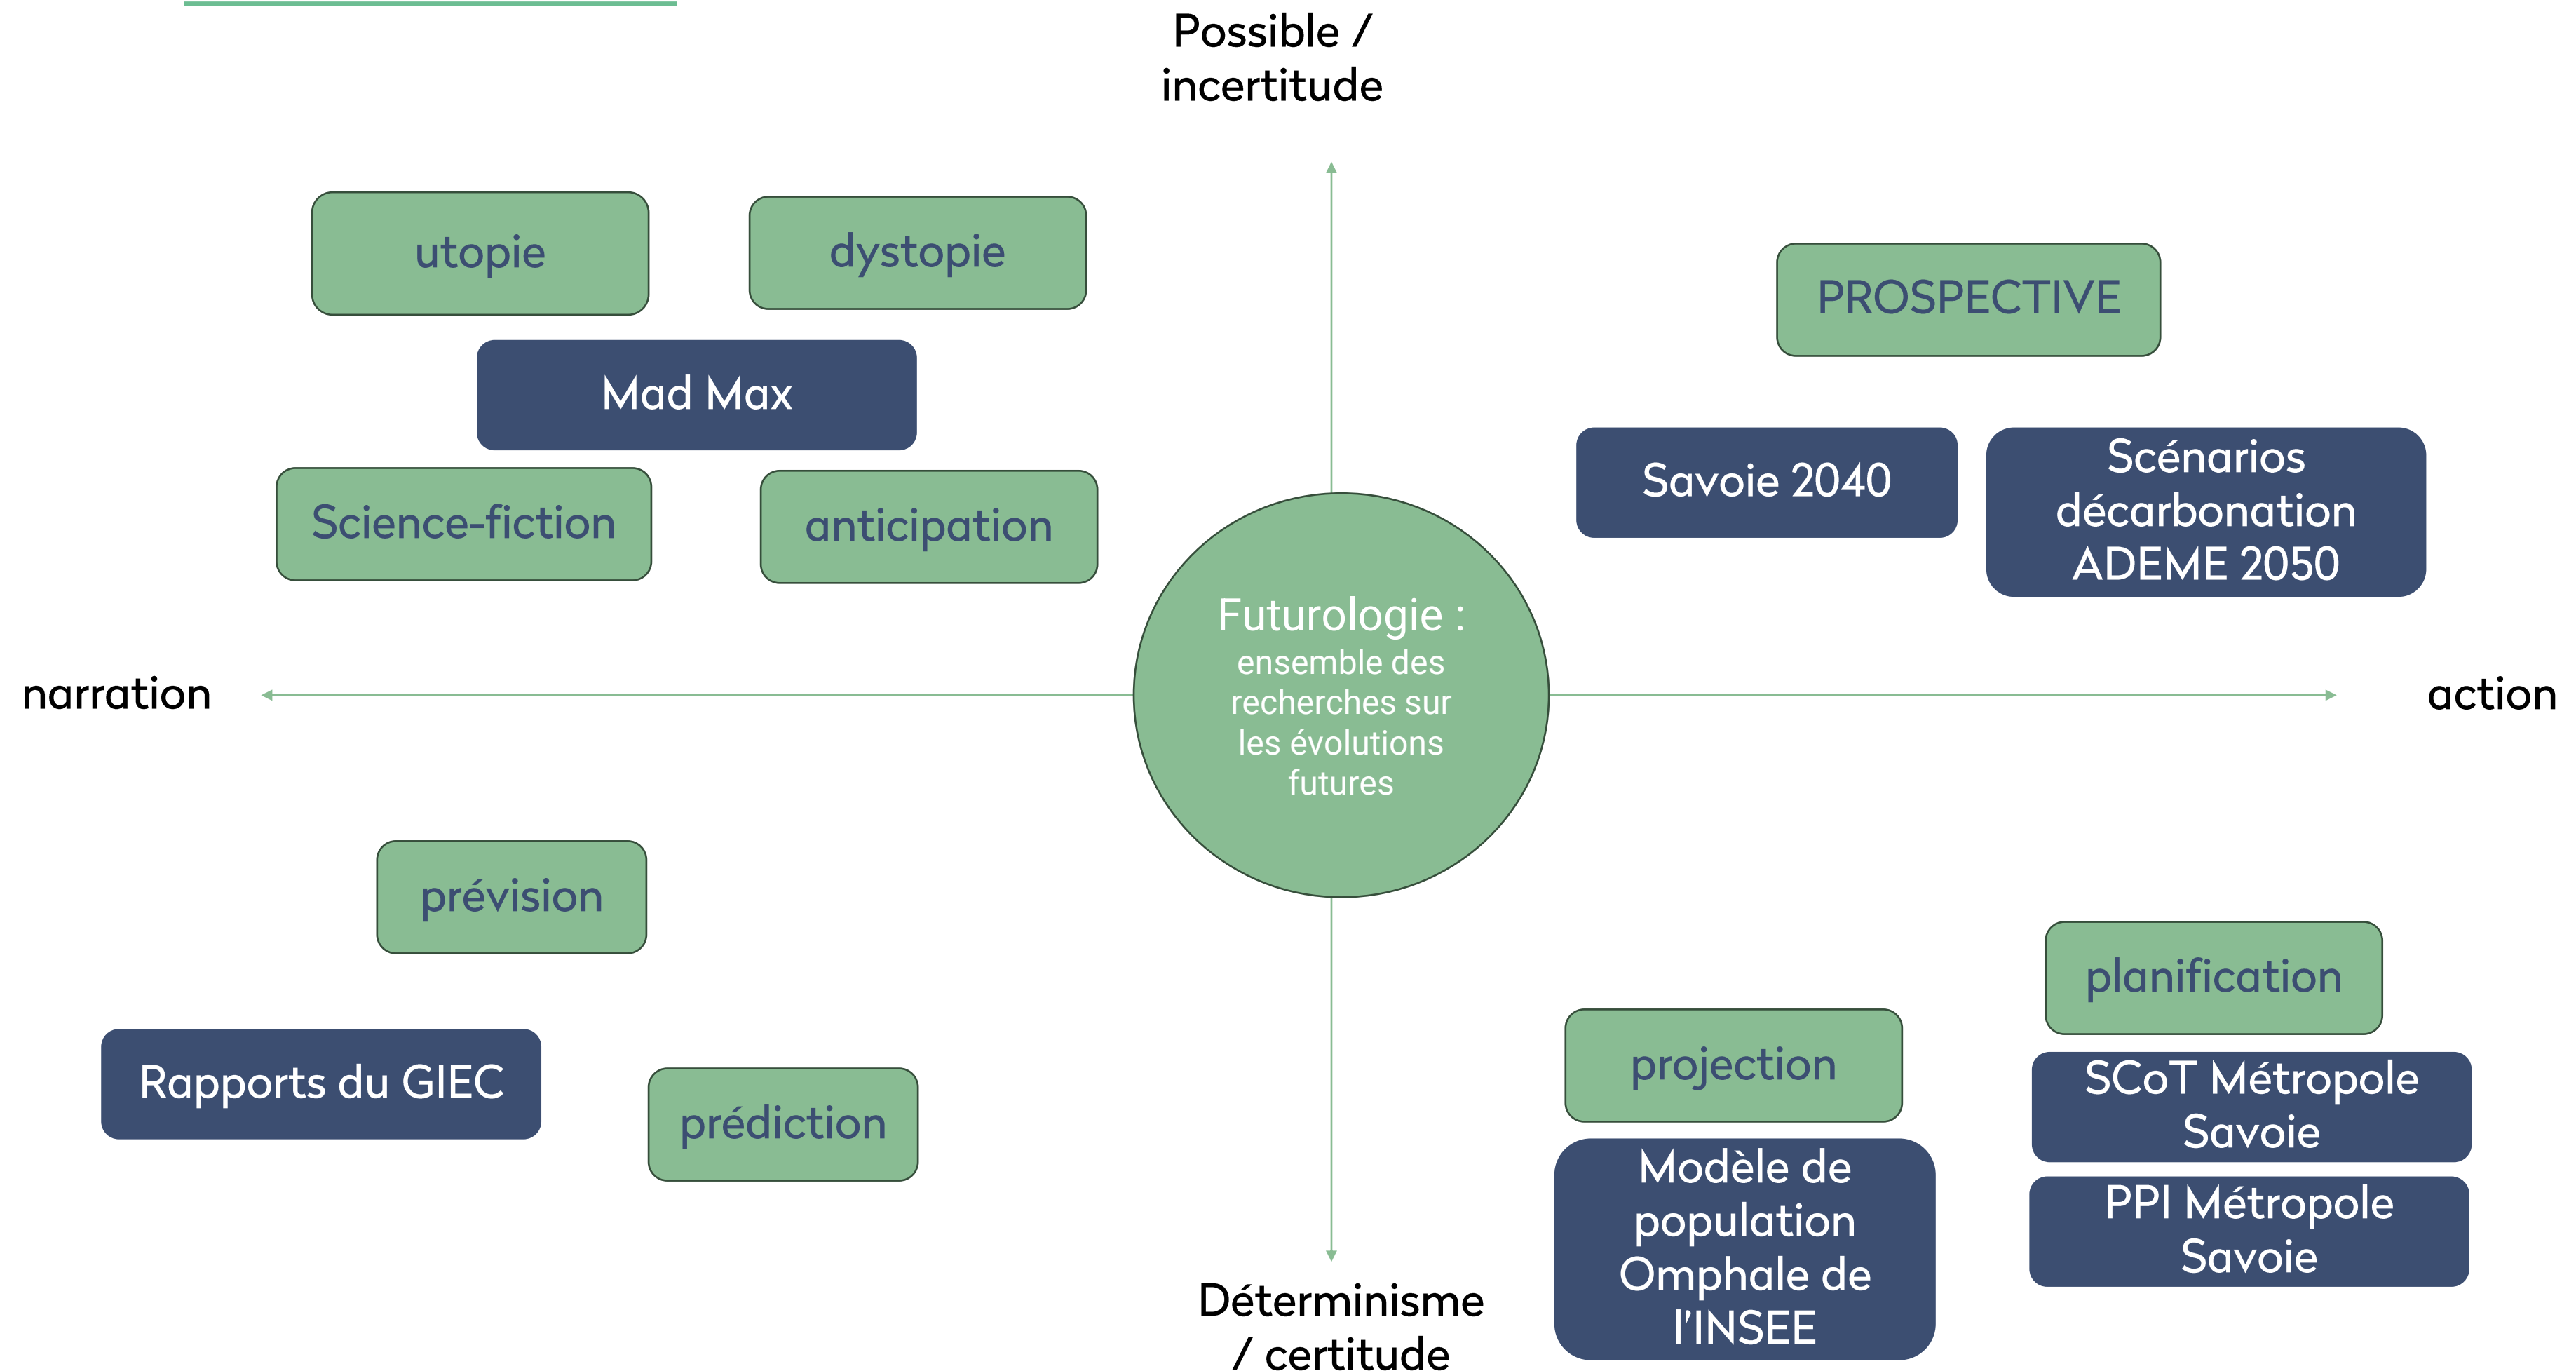 Possible /
incertitude
utopie
dystopie
PROSPECTIVE
Mad Max
Savoie 2040
Scénarios
décarbonation
ADEME 2050
Science-fiction
anticipation
Futurologie :
ensemble des
recherches sur
les évolutions
futures
narration
action
prévision
planification
Rapports du GIEC
prédiction
projection
SCoT Métropole
Savoie
Modèle de
population
Omphale de
l'INSEE
PPI Métropole
Savoie
Déterminisme
/ certitude